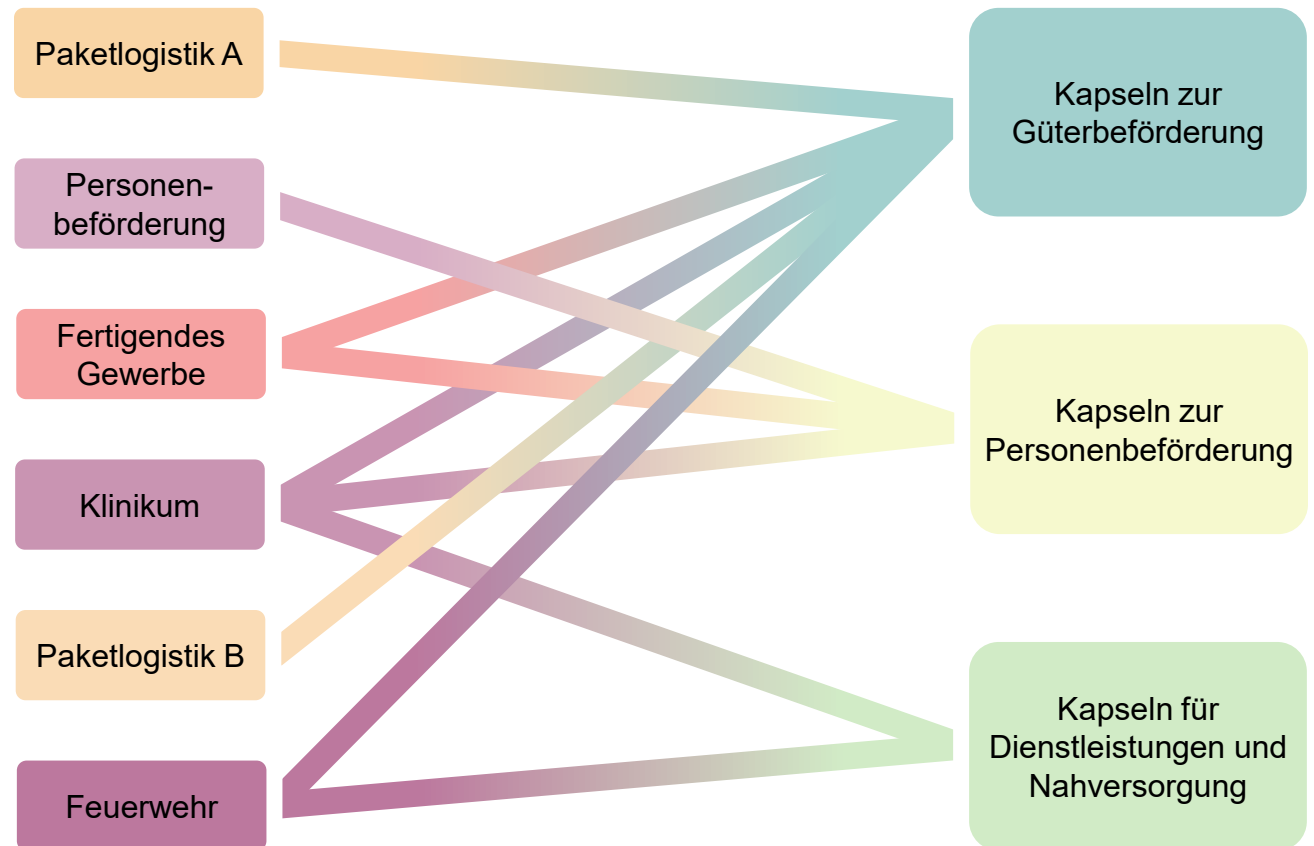 Paketlogistik A
Personen-
beförderung
Fertigendes
Gewerbe
Klinikum
Paketlogistik B
Feuerwehr
Kapseln zur
Güterbeförderung
Kapseln zur
Personenbeförderung
Kapseln für
Dienstleistungen und
Nahversorgung